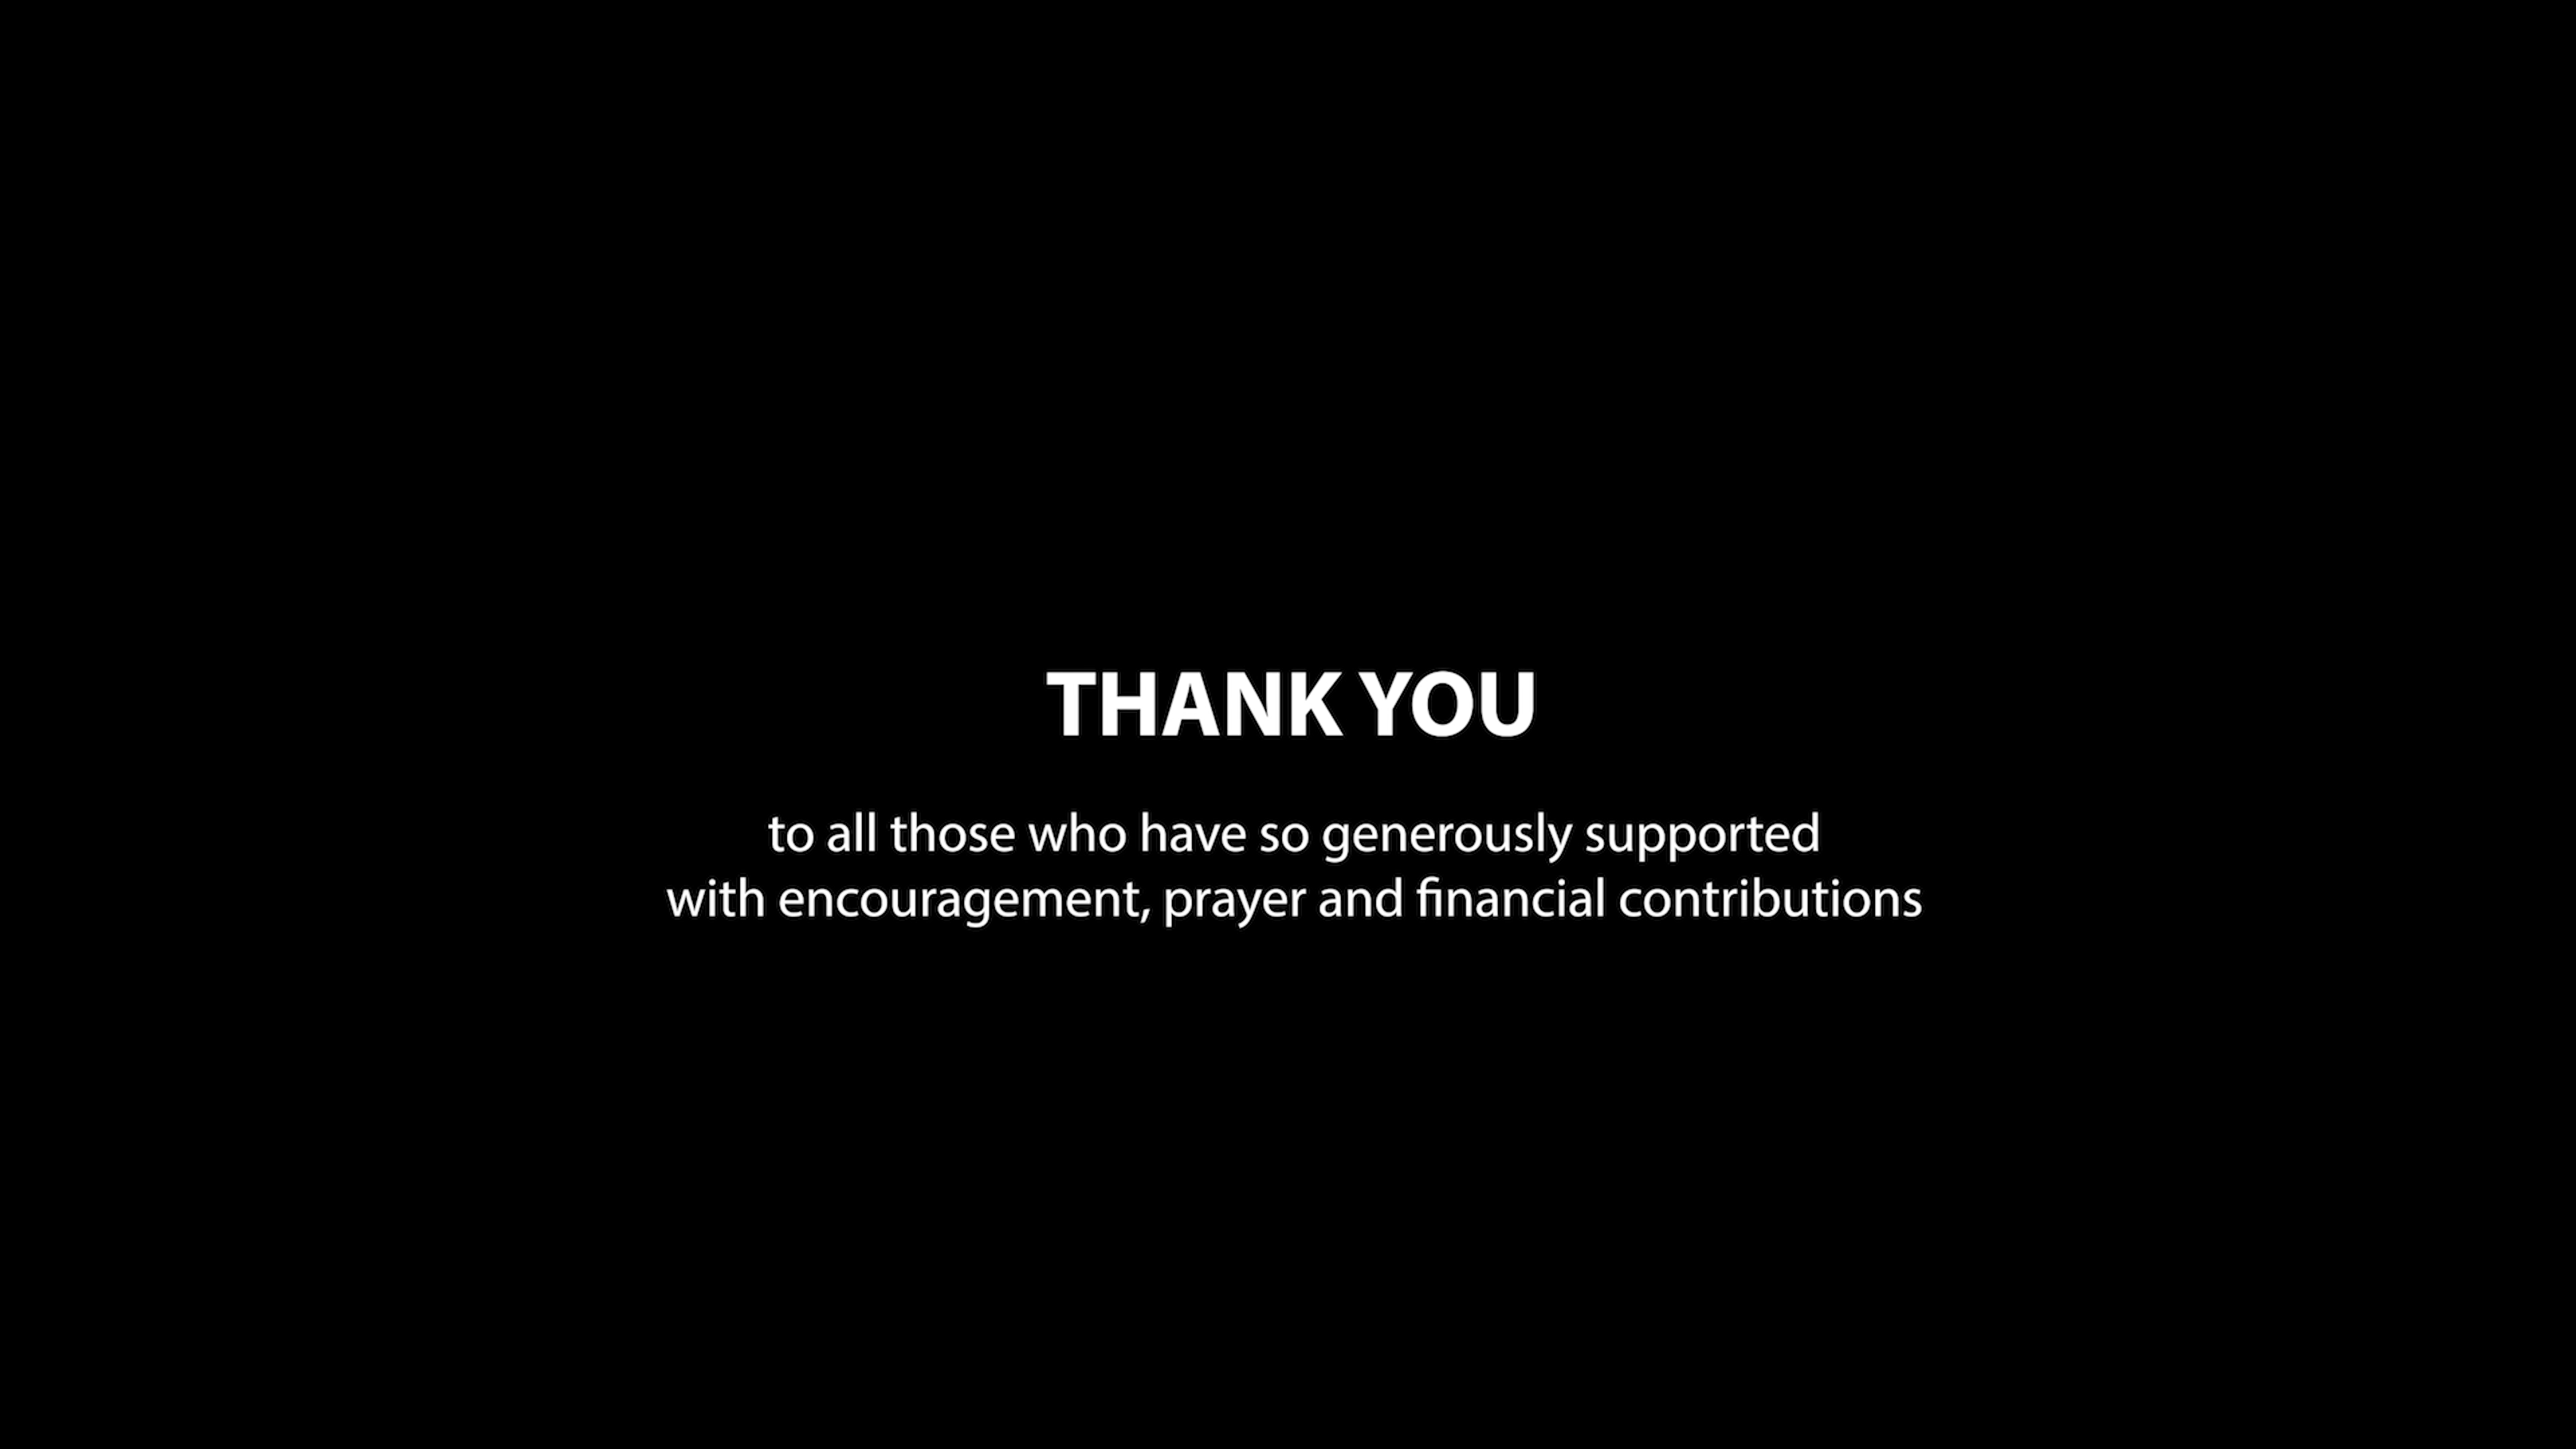 THANK YOU
to all those who have so generously supported
with encouragement, prayer and financial contributions